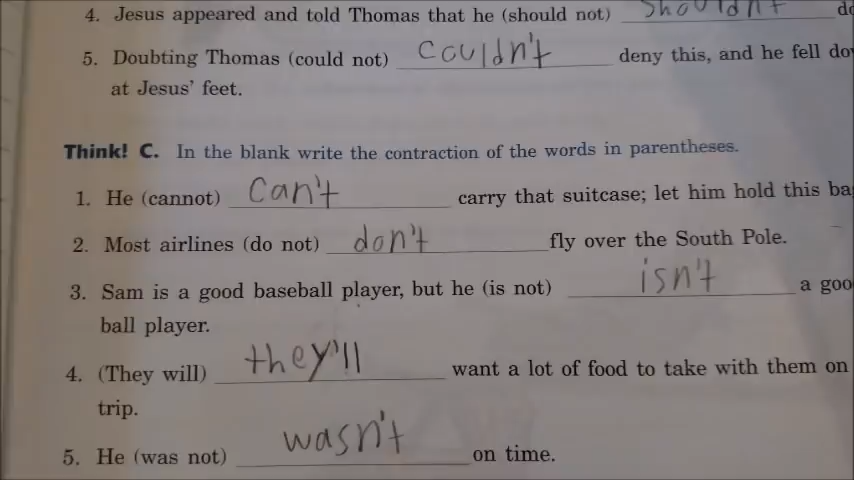 4. Jesus appeared and told Thomas that he (should not) shouldn't
5. Doubting Thomas (could not) couldn't deny this, and he fell
at Jesus' feet.
Think! C. In the blank write the contraction of the words in parentheses.
1. He (cannot) can't carry that suitcase; let him hold this
2. Most airlines (do not) don't fly over the South Pole.
3. Sam is a good baseball player, but he (is not) isn't a
ball player.
4. (They will) they'll want a lot of food to take with them on
trip.
5. He (was not) wasn't on time.